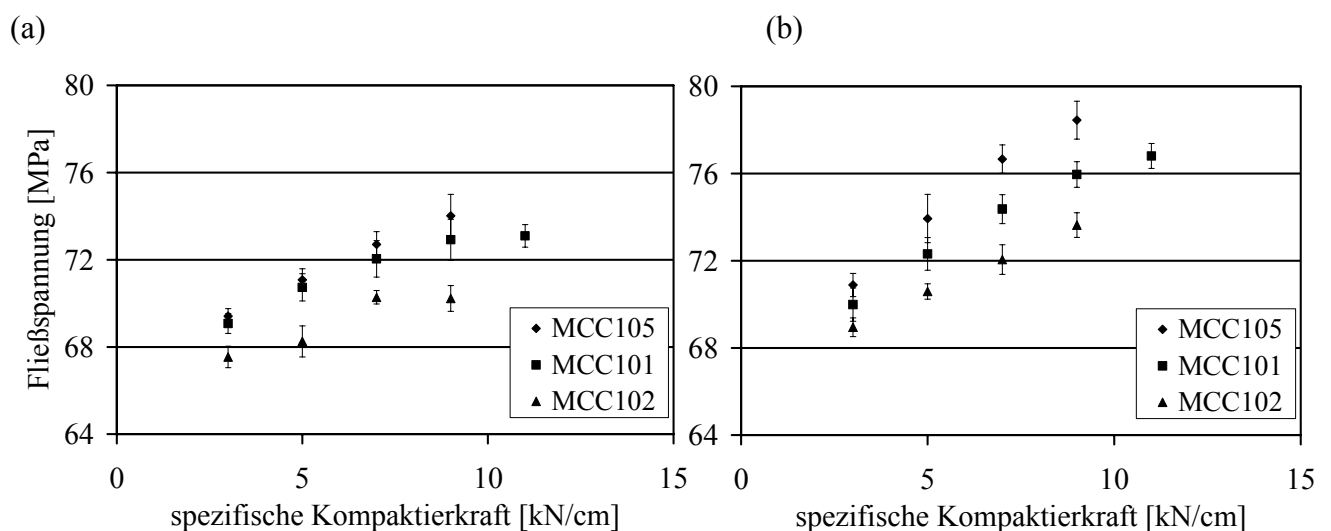 (a)
(b)
80
76
72
68
64
Fließspannung [MPa]
MCC105
MCC101
MCC102
0 5 10 15
spezifische Kompaktierkraft [kN/cm]
80
76
72
68
64
MCC105
MCC101
MCC102
0 5 10 15
spezifische Kompaktierkraft [kN/cm]